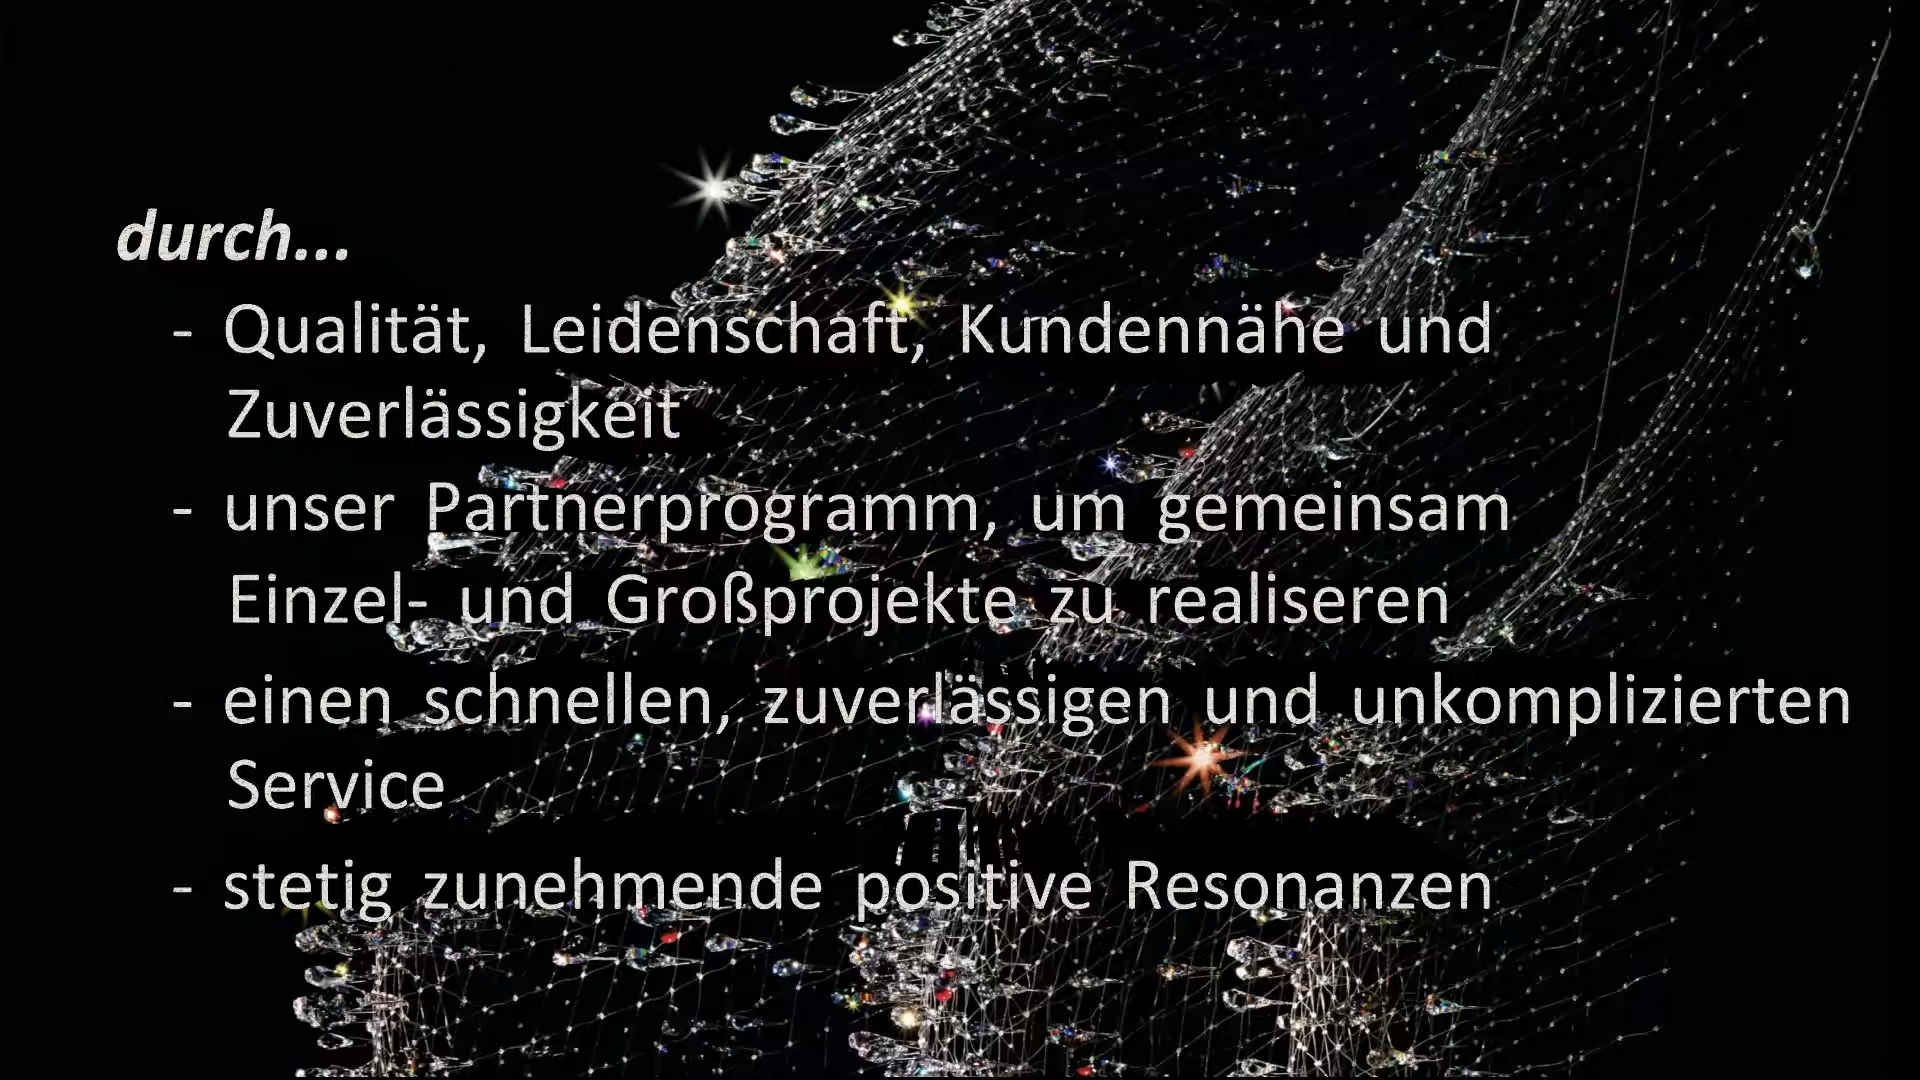 durch...
- Qualität, Leidenschaft, Kundennähe und
Zuverlässigkeit
- unser Partnerprogramm, um gemeinsam
Einzel- und Großprojekte zu realiseren
- einen schnellen, zuverlässigen und unkomplizierten
Service
- stetig zunehmende positive Resonanzen